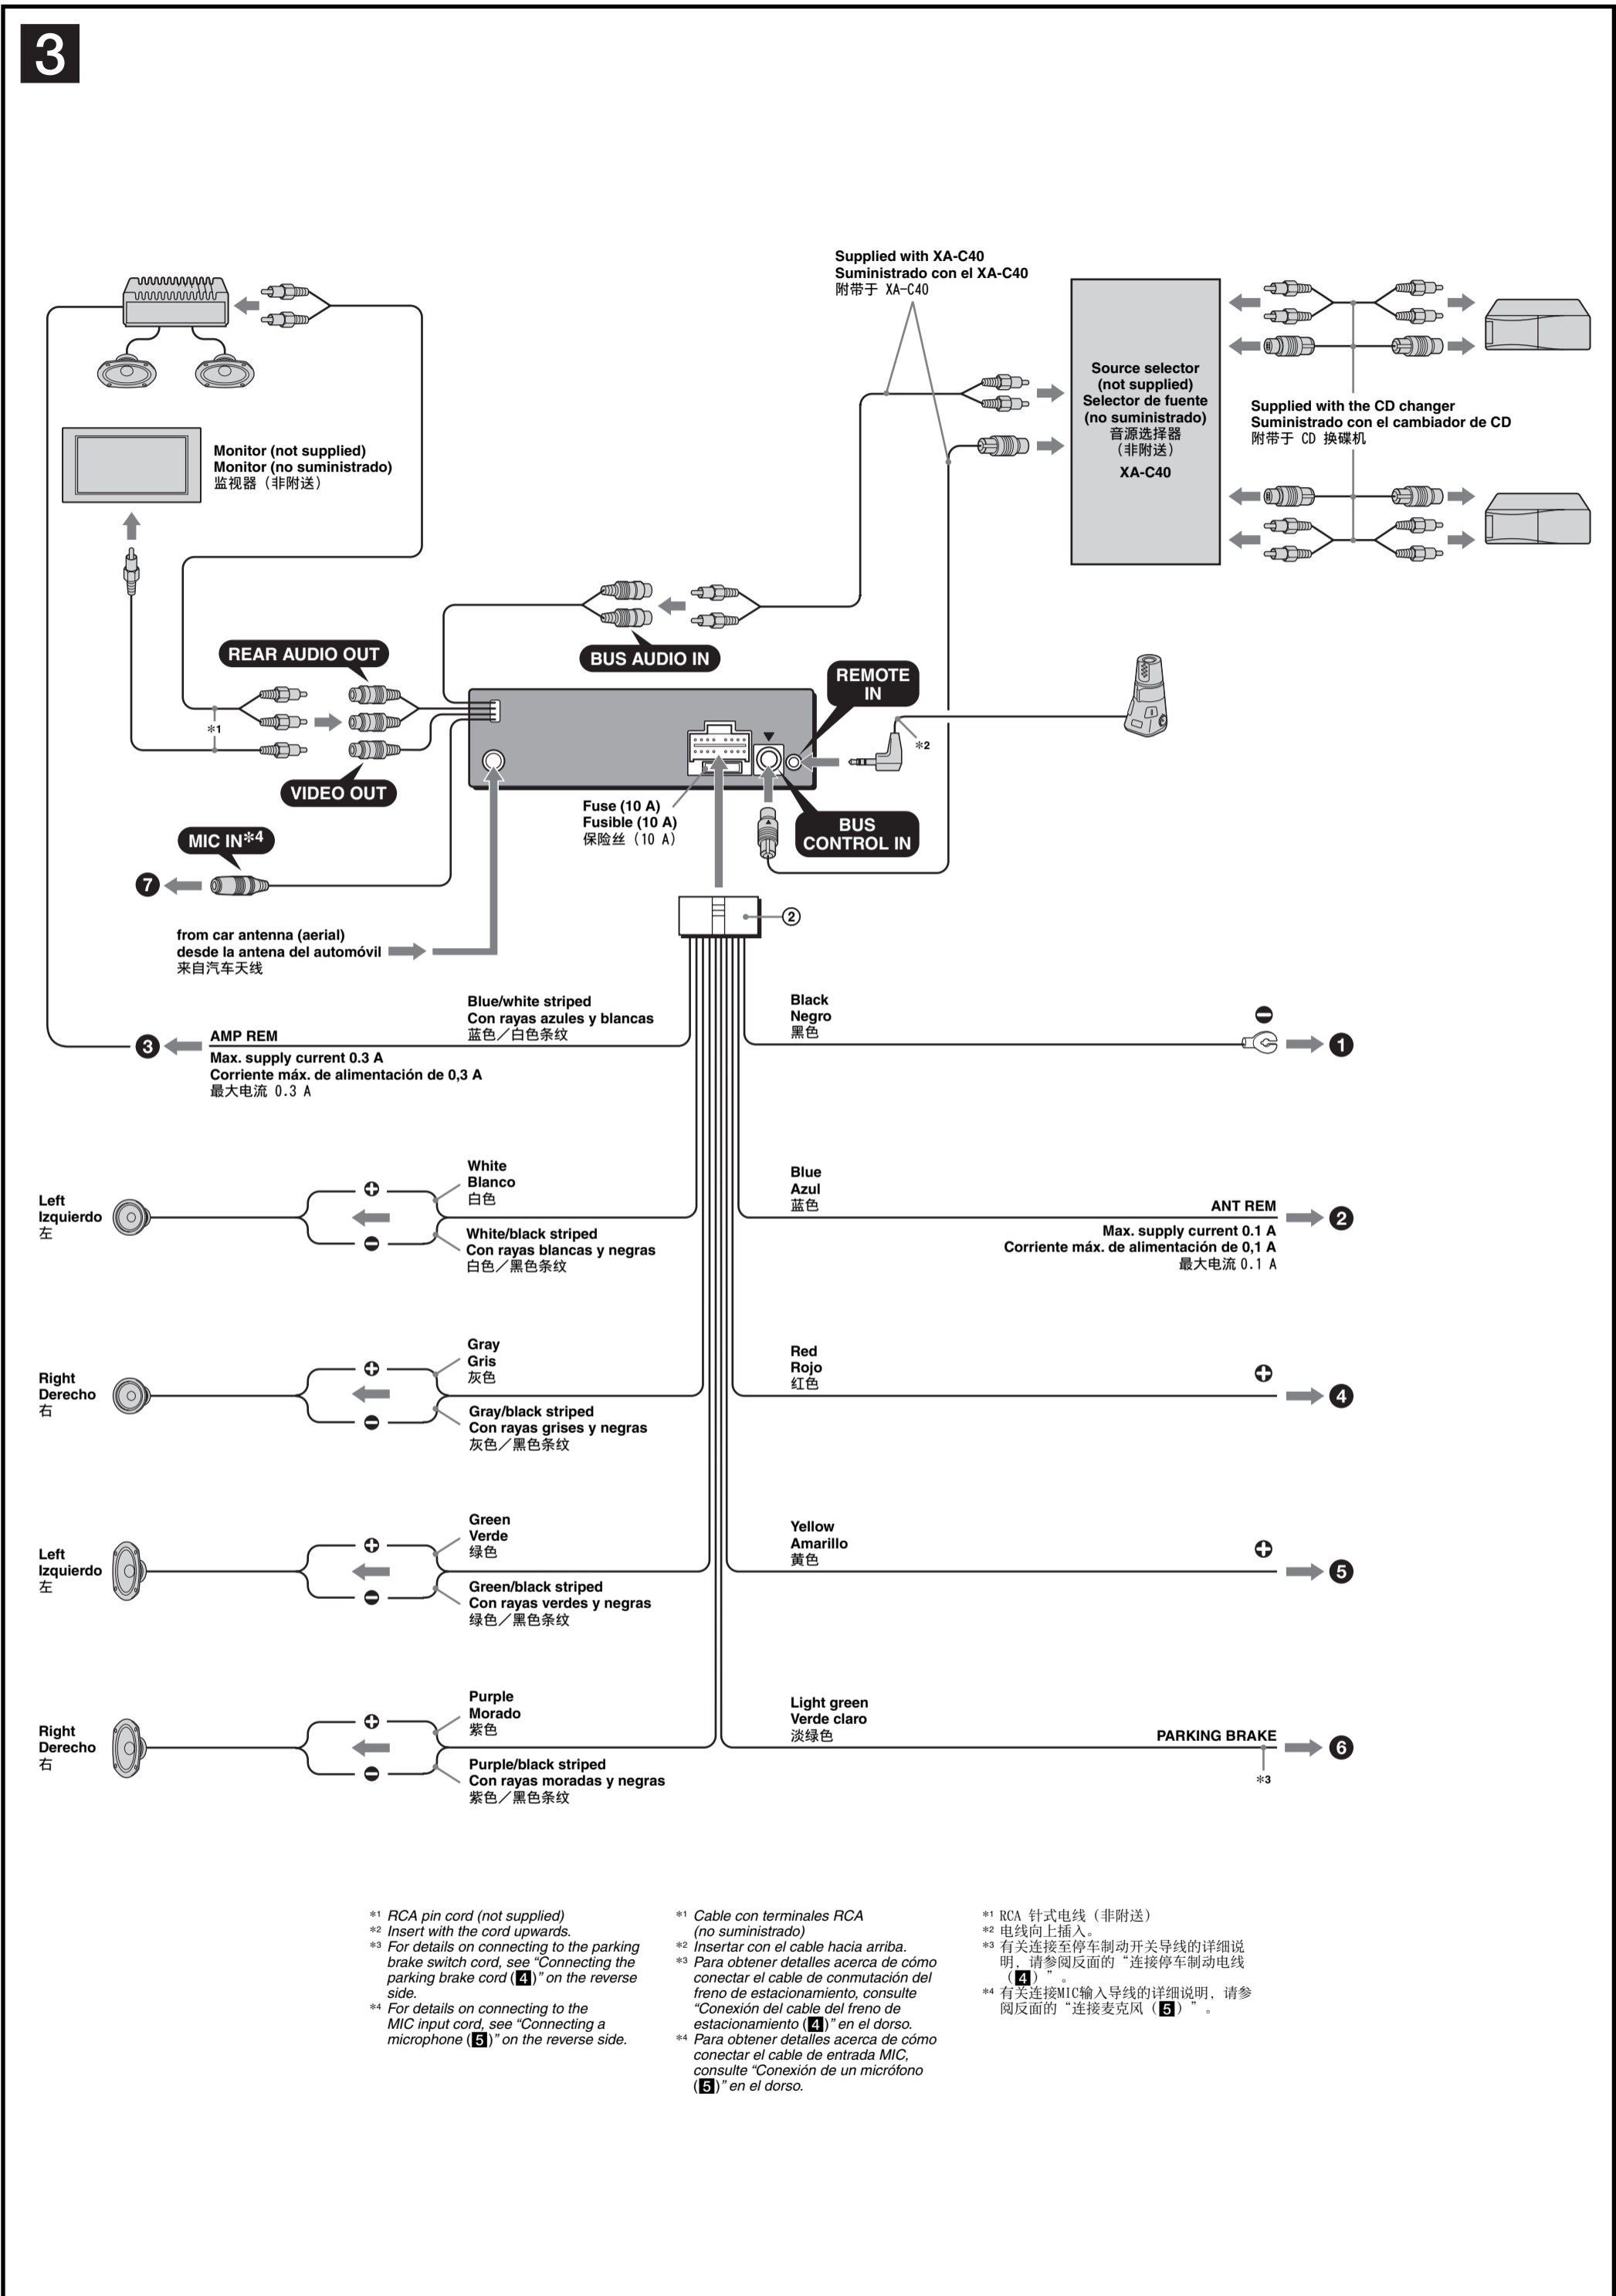 3
Supplied with XA-C40
Suministrado con el XA-C40
附带于 XA-C40
Source selector
(not supplied)
Selector de fuente
(no suministrado)
音源选择器
（非附送）
XA-C40
Supplied with the CD changer
Suministrado con el cambiador de CD
附带于 CD 换碟机
Monitor (not supplied)
Monitor (no suministrado)
监视器（非附送）
REAR AUDIO OUT
BUS AUDIO IN
REMOTE
IN
*1
*2
VIDEO OUT
Fuse (10 A)
Fusible (10 A)
保险丝（10 A）
BUS
CONTROL IN
MIC IN*4
7
2
from car antenna (aerial)
desde la antena del automóvil
来自汽车天线
Blue/white striped
Con rayas azules y blancas
蓝色／白色条纹
3
AMP REM
Max. supply current 0.3 A
Corriente máx. de alimentación de 0,3 A
最大电流 0.3 A
Black
Negro
黑色
1
White
Blanco
白色
Left
Izquierdo
左
White/black striped
Con rayas blancas y negras
白色／黑色条纹
Blue
Azul
蓝色
ANT REM
2
Max. supply current 0.1 A
Corriente máx. de alimentación de 0,1 A
最大电流 0.1 A
Gray
Gris
灰色
Right
Derecho
右
Gray/black striped
Con rayas grises y negras
灰色／黑色条纹
Red
Rojo
红色
4
Green
Verde
绿色
Left
Izquierdo
左
Green/black striped
Con rayas verdes y negras
绿色／黑色条纹
Yellow
Amarillo
黄色
5
Purple
Morado
紫色
Right
Derecho
右
Purple/black striped
Con rayas moradas y negras
紫色／黑色条纹
Light green
Verde claro
淡绿色
PARKING BRAKE
6
*3
*1 RCA pin cord (not supplied)
*2 Insert with the cord upwards.
*3 For details on connecting to the parking
brake switch cord, see “Connecting the
parking brake cord (4)” on the reverse
side.
*4 For details on connecting to the
MIC input cord, see “Connecting a
microphone (5)” on the reverse side.
*1 Cable con terminales RCA
(no suministrado)
*2 Insertar con el cable hacia arriba.
*3 Para obtener detalles acerca de cómo
conectar el cable de conmutación del
freno de estacionamiento, consulte
“Conexión del cable del freno de
estacionamiento (4)” en el dorso.
*4 Para obtener detalles acerca de cómo
conectar el cable de entrada MIC,
consulte “Conexión de un micrófono
(5)” en el dorso.
*1 RCA 针式电线（非附送）
*2 电线向上插入。
*3 有关连接至停车制动开关导线的详细说
明，请参阅反面的“连接停车制动电线
（4）”。
*4 有关连接MIC输入导线的详细说明，请参
阅反面的“连接麦克风（5）”。